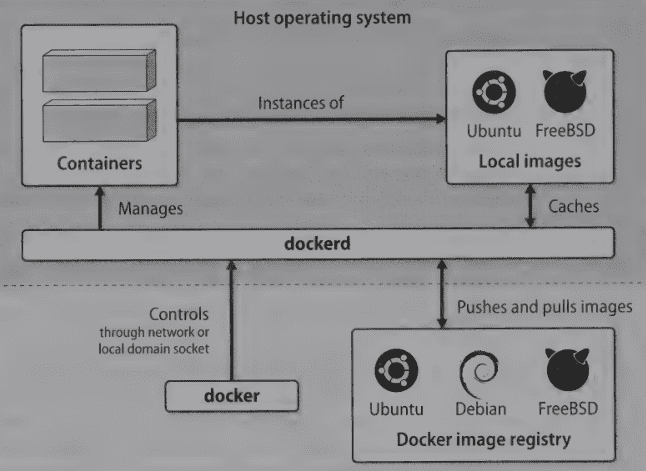 Host operating system
Instances of
Ubuntu FreeBSD
Containers
Local images
Manages
Caches
dockerd
Controls
through network or
local domain socket
Pushes and pulls images
docker
Ubuntu Debian FreeBSD
Docker image registry